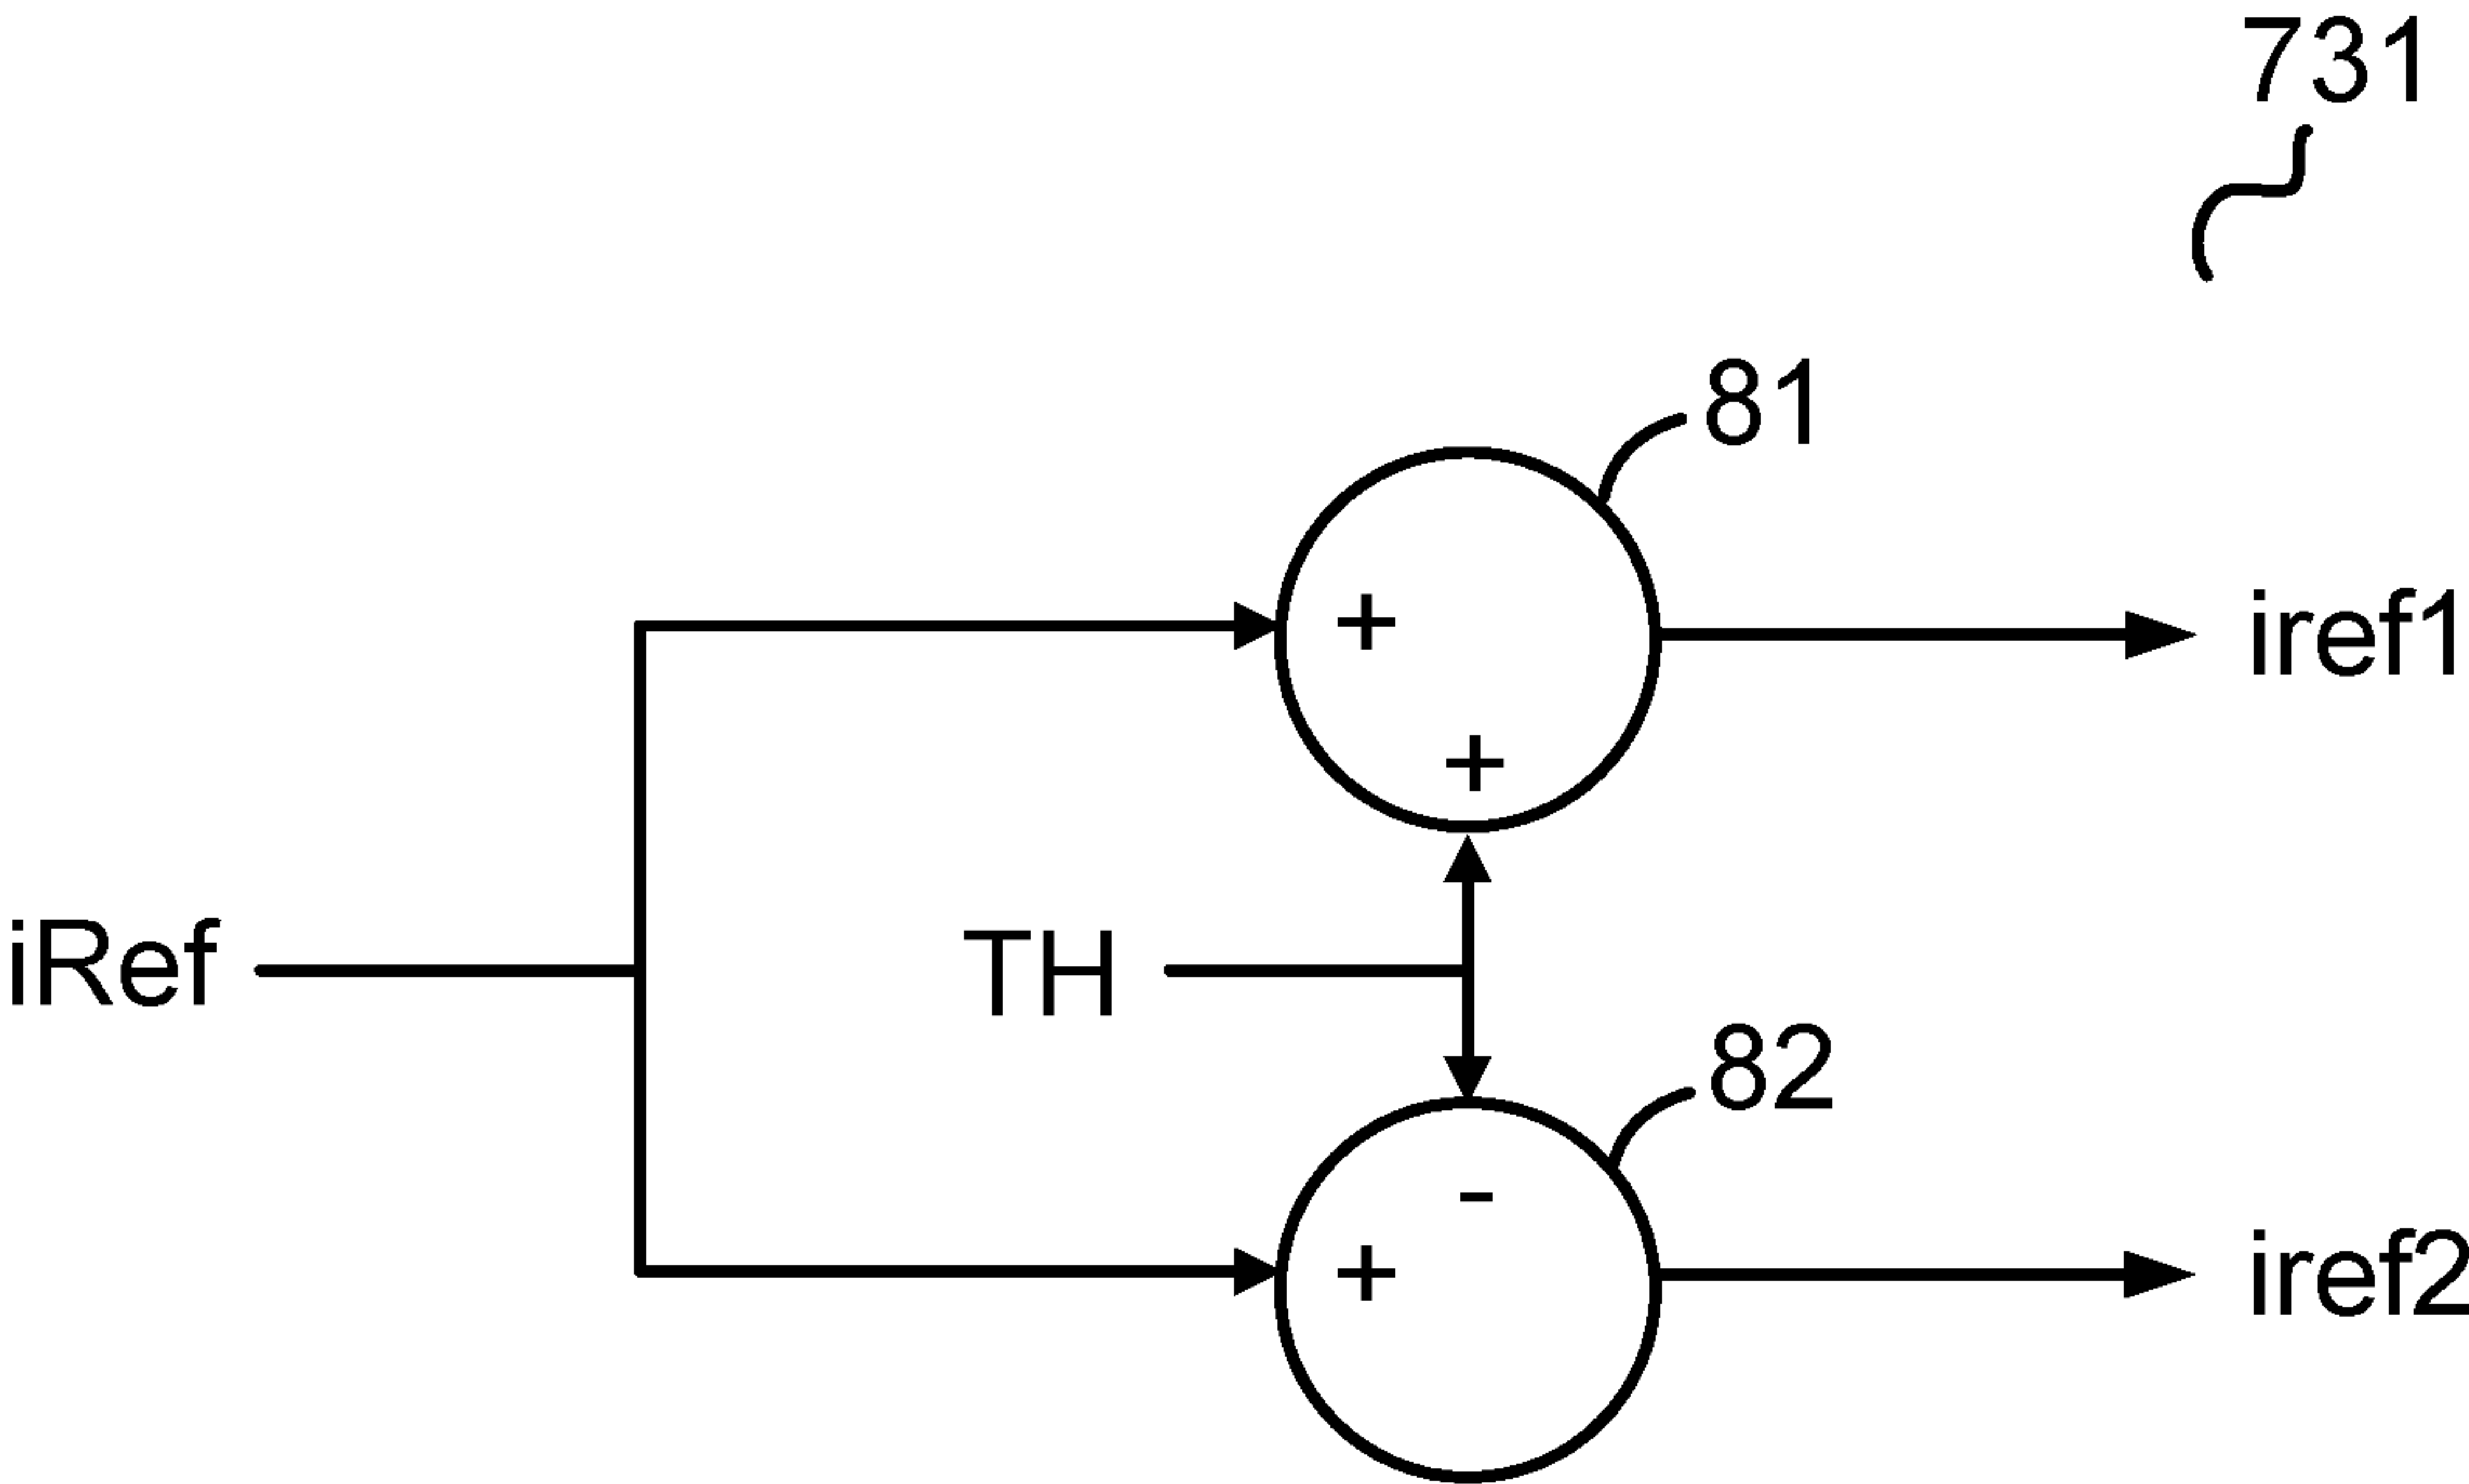 731
81
+
iref1
+
iRef
TH
82
-
+
iref2